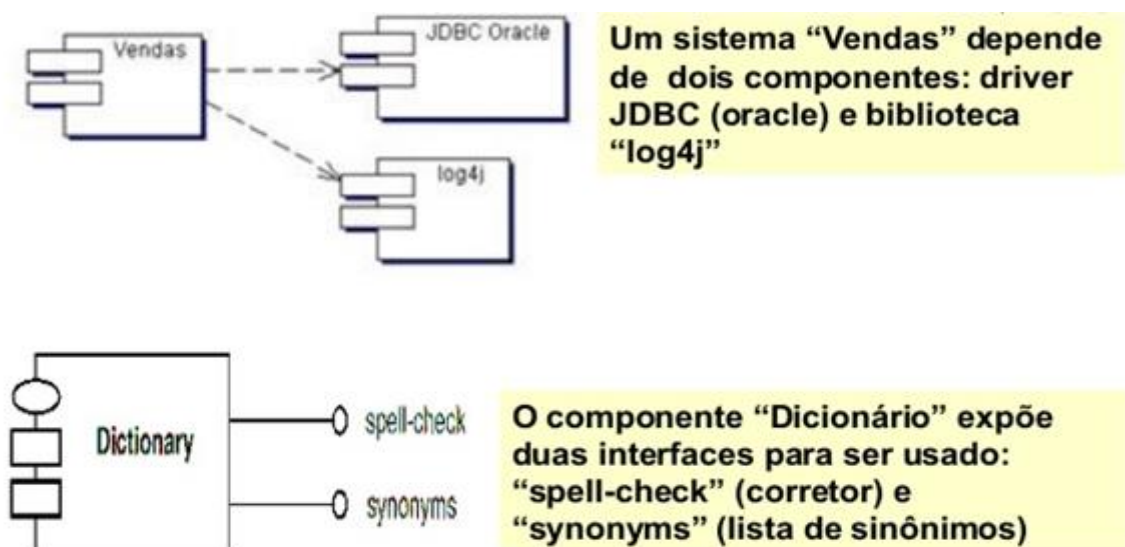 Vendas
JDBC Oracle
log4j
Um sistema “Vendas” depende
de dois componentes: driver
JDBC (oracle) e biblioteca
“log4j”
Dictionary
spell-check
synonyms
O componente “Dicionário” expõe
duas interfaces para ser usado:
“spell-check” (corretor) e
“synonyms” (lista de sinônimos)